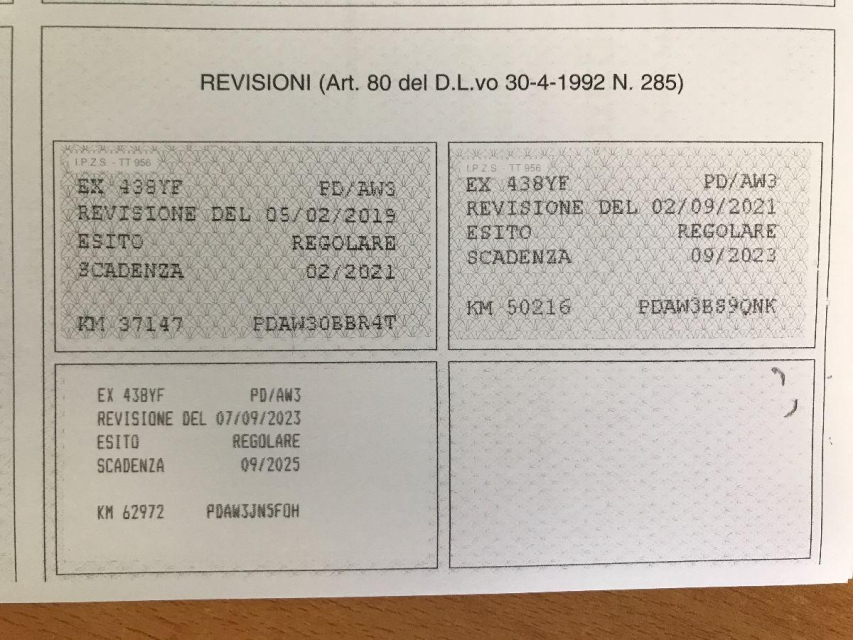 REVISIONI (Art. 80 del D.L.vo 30-4-1992 N. 285)
I.P.Z.S. - TT 956
EX 438YF PD/AW3
REVISIONE DEL 05/02/2019
ESITO REGOLARE
SCADENZA 02/2021
KM 37147 PDAW30BBR4T
I.P.Z.S. TT 956
EX 438YF PD/AW3
REVISIONE DEL 02/09/2021
ESITO REGOLARE
SCADENZA 09/2023
KM 50216 PDAW3BS9QNK
EX 438YF PD/AW3
REVISIONE DEL 07/09/2023
ESITO REGOLARE
SCADENZA 09/2025
KM 62972 PDAW3JN5FOH